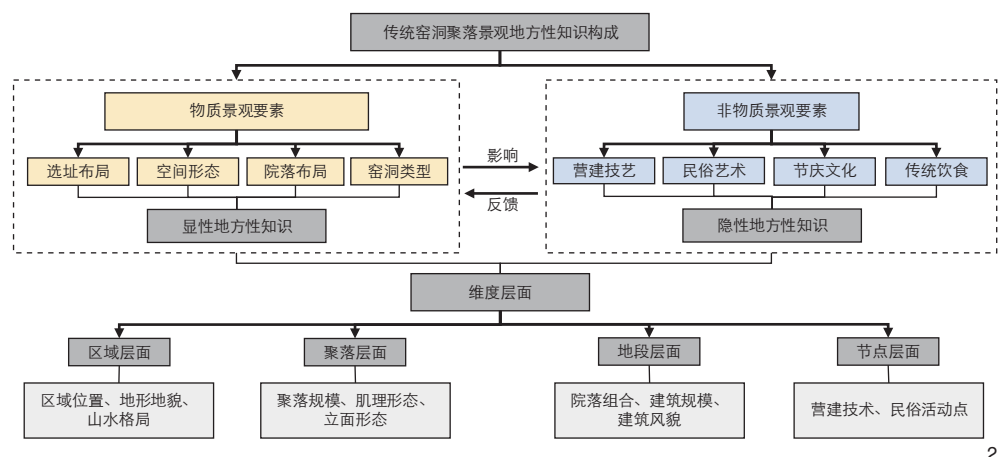 传统窑洞聚落景观地方性知识构成
物质景观要素
非物质景观要素
选址布局
空间形态
院落布局
窑洞类型
影响
反馈
营建技艺
民俗艺术
节庆文化
传统饮食
显性地方性知识
隐性地方性知识
维度层面
区域层面
聚落层面
地段层面
节点层面
区域位置、地形地貌、
山水格局
聚落规模、肌理形态、
立面形态
院落组合、建筑规模、
建筑风貌
营建技术、民俗活动点
2